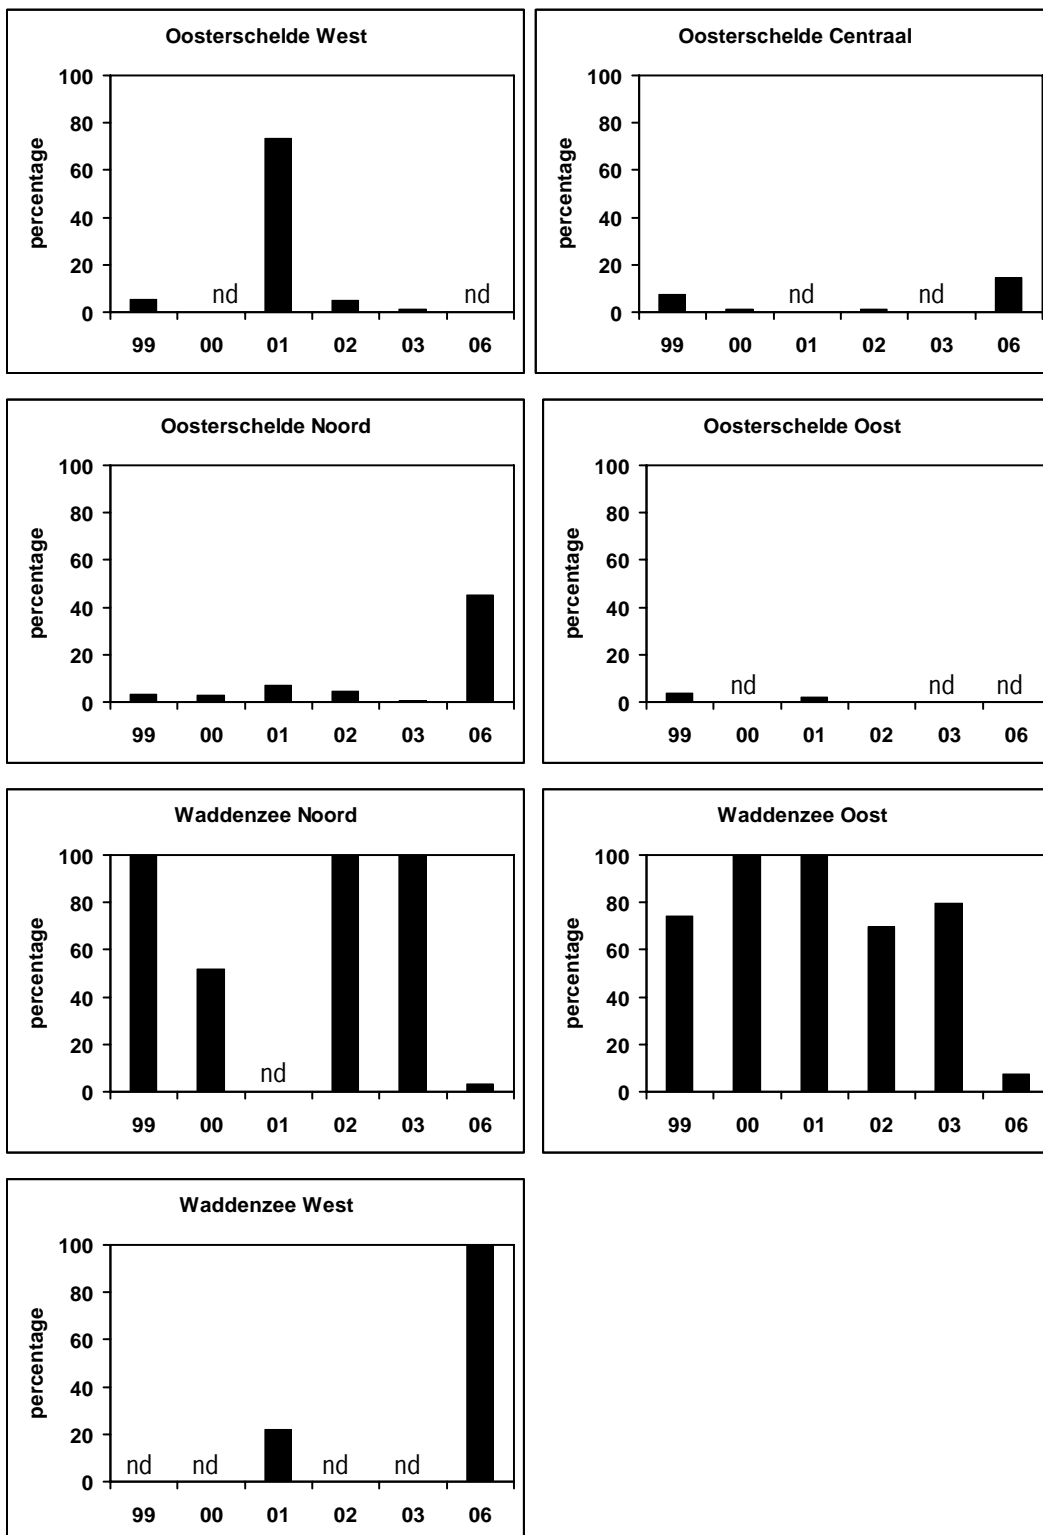 Oosterschelde West
100
80
60
40
20
0
percentage
nd
nd
99 00 01 02 03 06
Oosterschelde Centraal
100
80
60
40
20
0
percentage
nd
nd
99 00 01 02 03 06
Oosterschelde Noord
100
80
60
40
20
0
percentage
99 00 01 02 03 06
Oosterschelde Oost
100
80
60
40
20
0
percentage
nd
nd
nd
99 00 01 02 03 06
Waddenzee Noord
100
80
60
40
20
0
percentage
nd
99 00 01 02 03 06
Waddenzee Oost
100
80
60
40
20
0
percentage
99 00 01 02 03 06
Waddenzee West
100
80
60
40
20
0
percentage
nd
nd
nd
nd
99 00 01 02 03 06